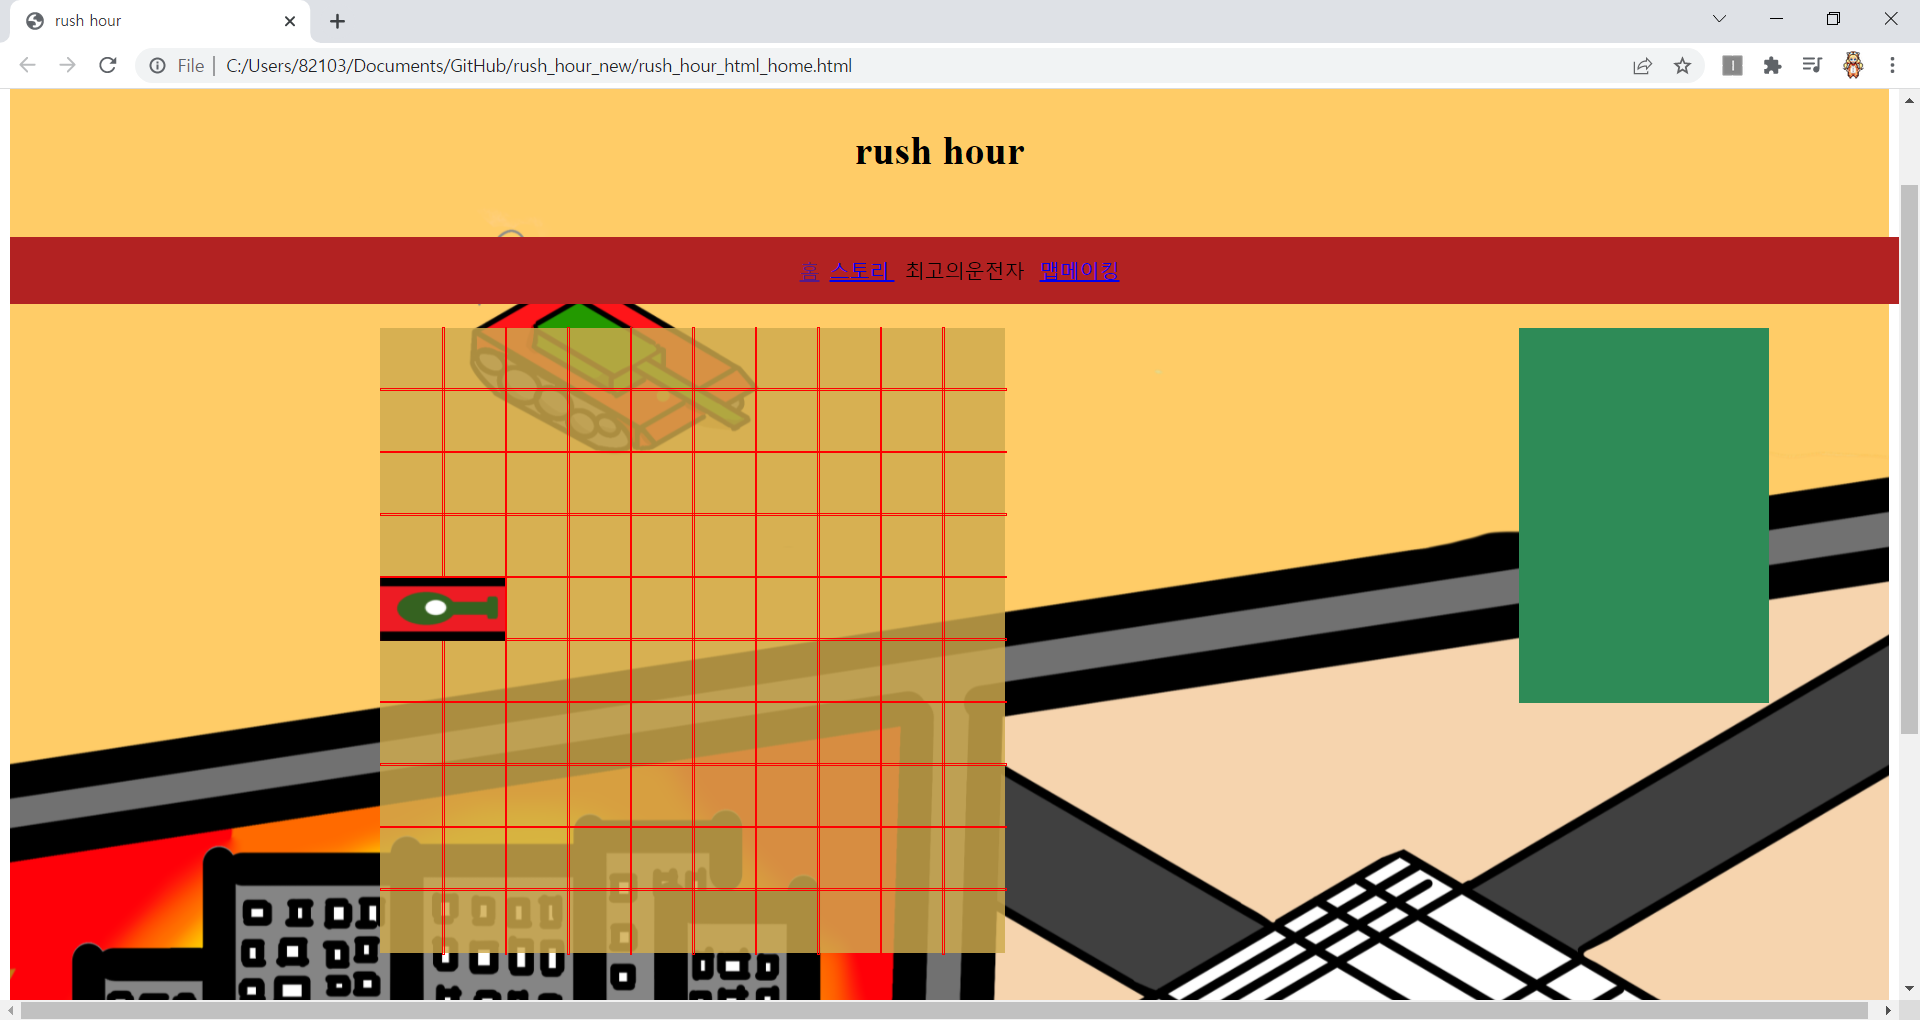 rush hour
File | C:/Users/82103/Documents/GitHub/rush_hour_new/rush_hour_html_home.html
rush hour
홈 스토리 최고의운전자 맵메이킹